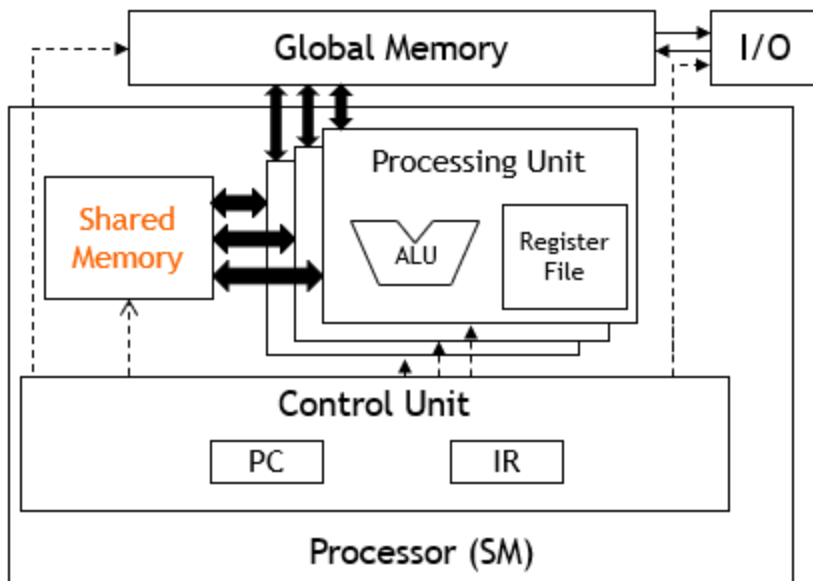 Global Memory
I/O
Processing Unit
Shared
Memory
ALU
Register
File
Control Unit
PC
IR
Processor (SM)